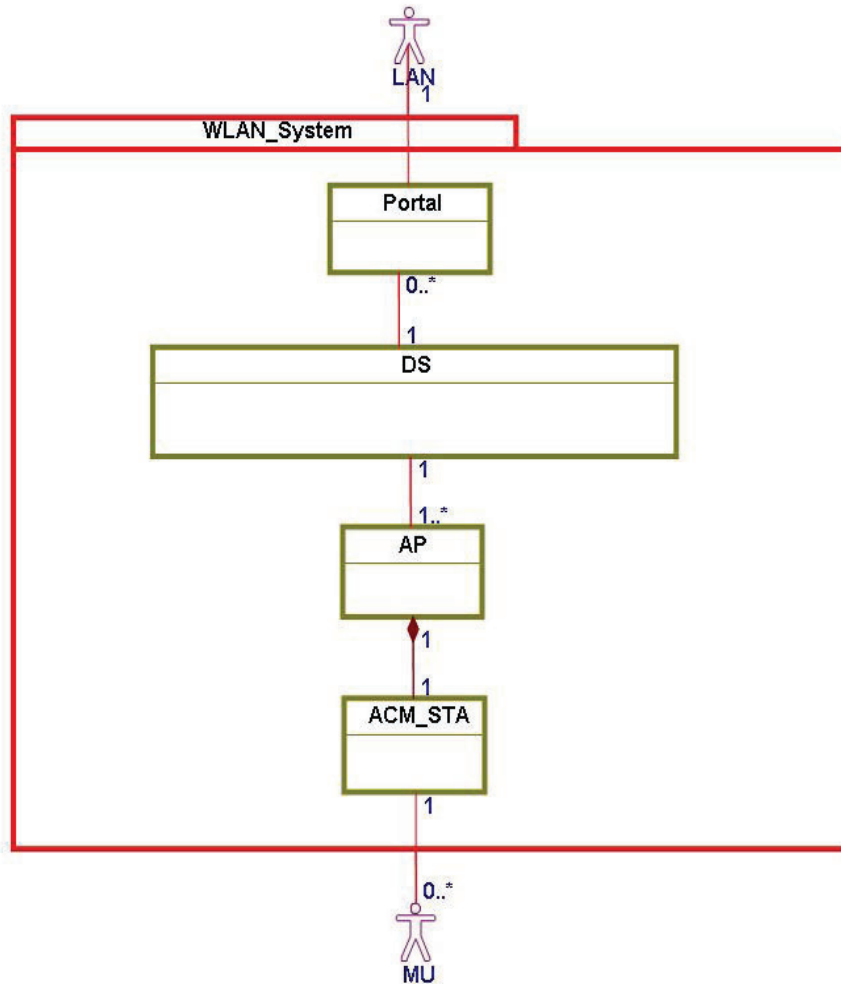 LAN
1
WLAN_System
Portal
0..*
1
DS
1
1..*
AP
1
1
ACM_STA
1
0..*
MU